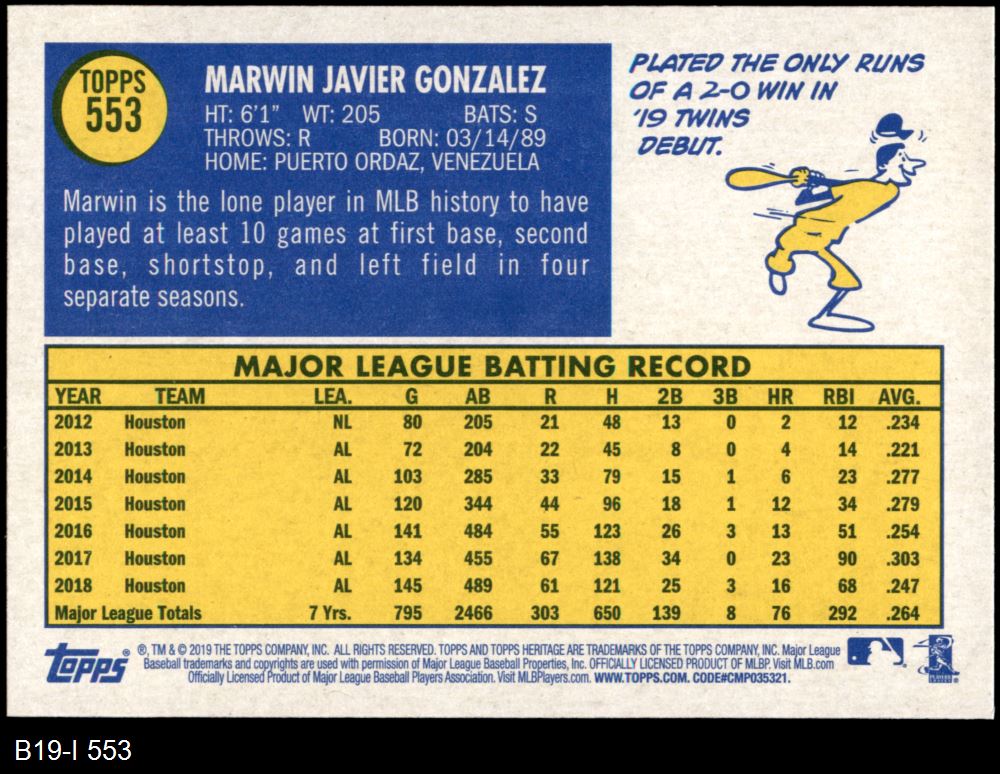 TOPPS
553
MARWIN JAVIER GONZALEZ
HT: 6'1" WT: 205 BATS: S
THROWS: R BORN: 03/14/89
HOME: PUERTO ORDAZ, VENEZUELA
Marwin is the lone player in MLB history to have
played at least 10 games at first base, second
base, shortstop, and left field in four
separate seasons.
PLATED THE ONLY RUNS
OF A 2-0 WIN IN
'19 TWINS
DEBUT.
MAJOR LEAGUE BATTING RECORD
YEAR TEAM LEA. G AB R H 2B 3B HR RBI AVG.
2012 Houston NL 80 205 21 48 13 0 2 12 .234
2013 Houston AL 72 204 22 45 8 0 4 14 .221
2014 Houston AL 103 285 33 79 15 1 6 23 .277
2015 Houston AL 120 344 44 96 18 1 12 34 .279
2016 Houston AL 141 484 55 123 26 3 13 51 .254
2017 Houston AL 134 455 67 138 34 0 23 90 .303
2018 Houston AL 145 489 61 121 25 3 16 68 .247
Major League Totals 7 Yrs. 795 2466 303 650 139 8 76 292 .264
Topps ®
®, TM & © 2019 THE TOPPS COMPANY, INC. ALL RIGHTS RESERVED. TOPPS AND TOPPS HERITAGE ARE TRADEMARKS OF THE TOPPS COMPANY, INC. Major League
Baseball trademarks and copyrights are used with permission of Major League Baseball Properties, Inc. OFFICIALLY LICENSED PRODUCT OF MLBP. Visit MLB.com
Officially Licensed Product of Major League Baseball Players Association. Visit MLBPlayers.com. WWW.TOPPS.COM. CODE#CMP035321.
B19-I 553